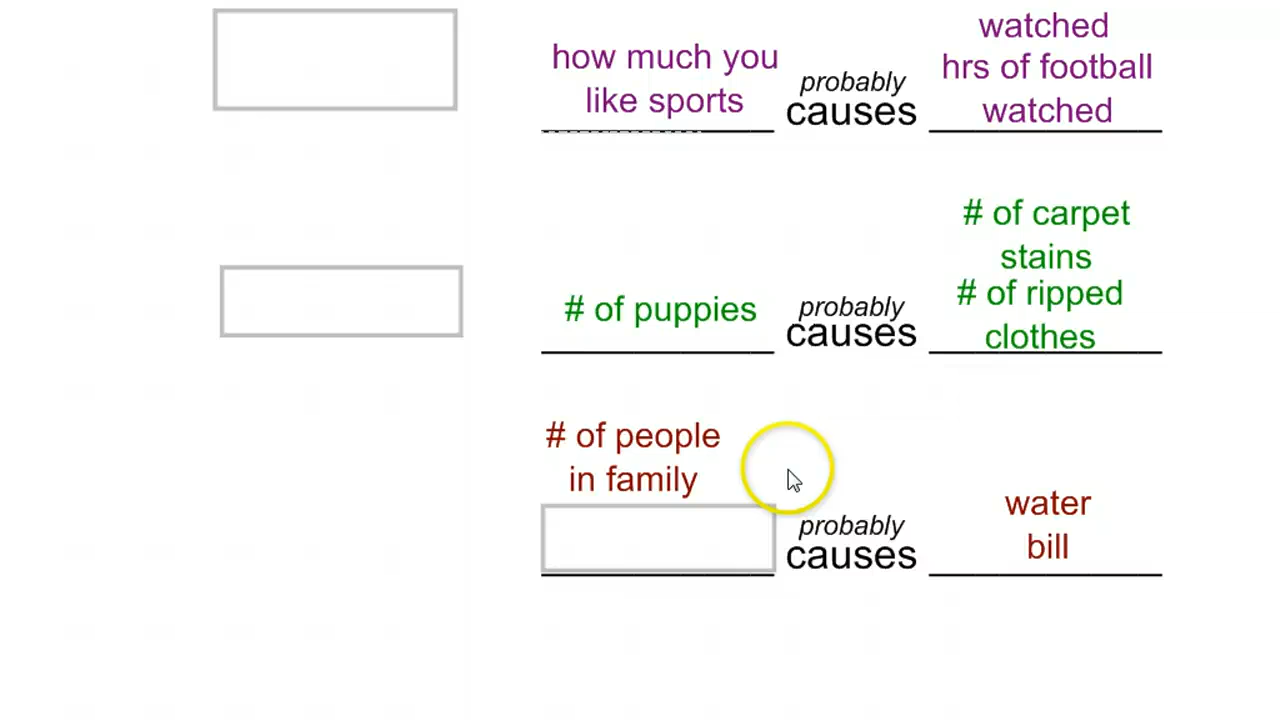 watched
how much you
like sports
probably
causes
hrs of football
watched
# of puppies
probably
causes
# of carpet
stains
# of ripped
clothes
# of people
in family
probably
causes
water
bill